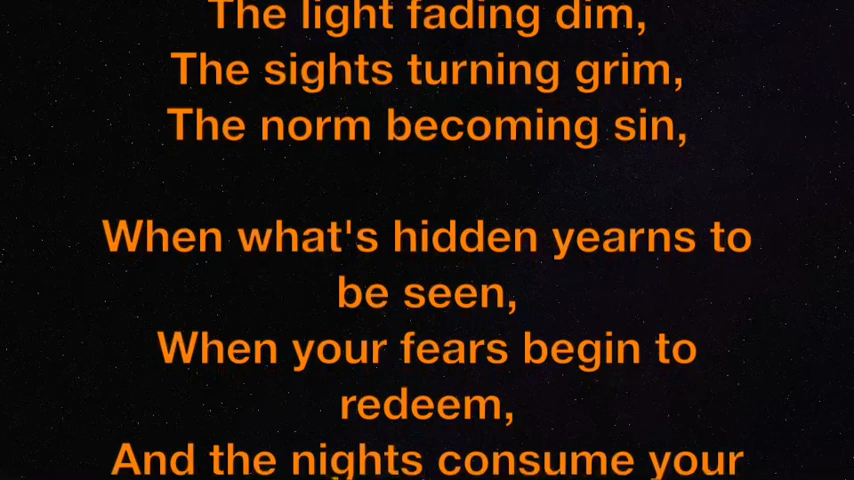 The light fading dim,
The sights turning grim,
The norm becoming sin,
When what's hidden yearns to
be seen,
When your fears begin to
redeem,
And the nights consume your